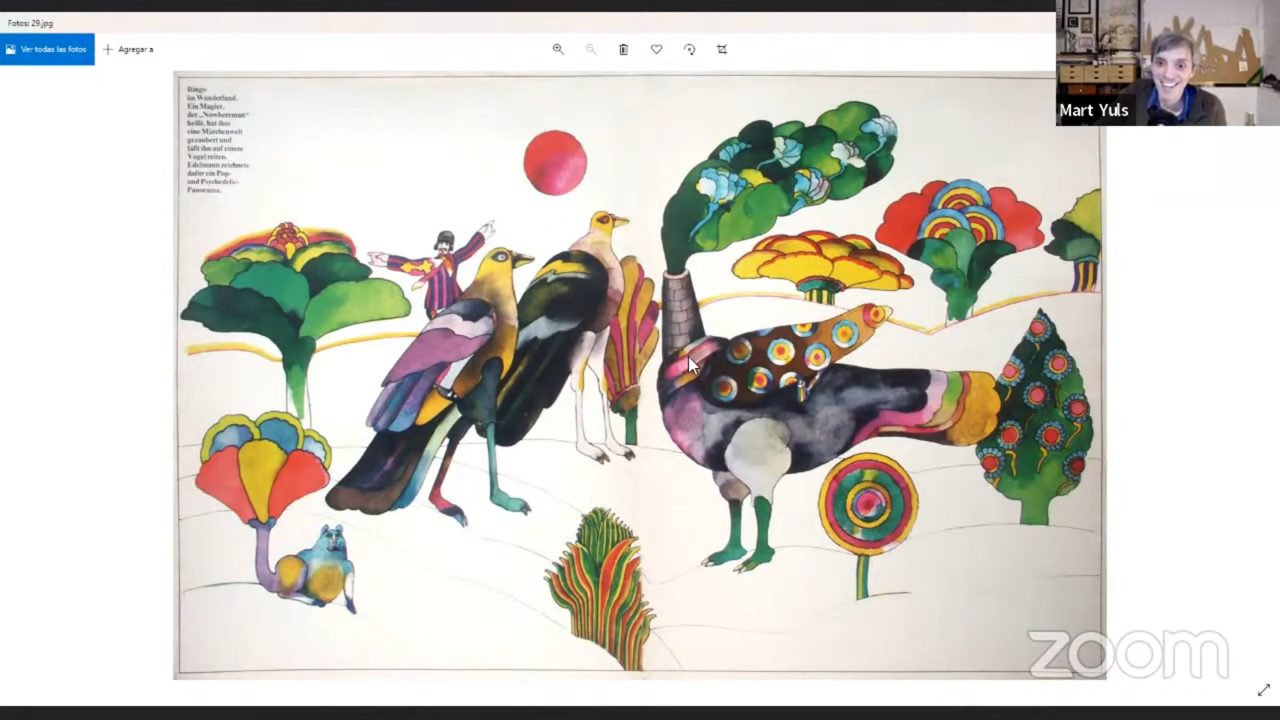 Fotos: 29.jpg
Ver todas las fotos
Agregar a
Ringo
im Wunderland.
Ein Magier,
der „Nowhereman“
heißt, hat ihm
eine Märchenwelt
gezaubert und
läßt ihn auf einem
Vogel reiten.
Edelmann zeichnete
dafür ein Pop-
und Psychedelic-
Panorama.
Mart Yuls
zoom